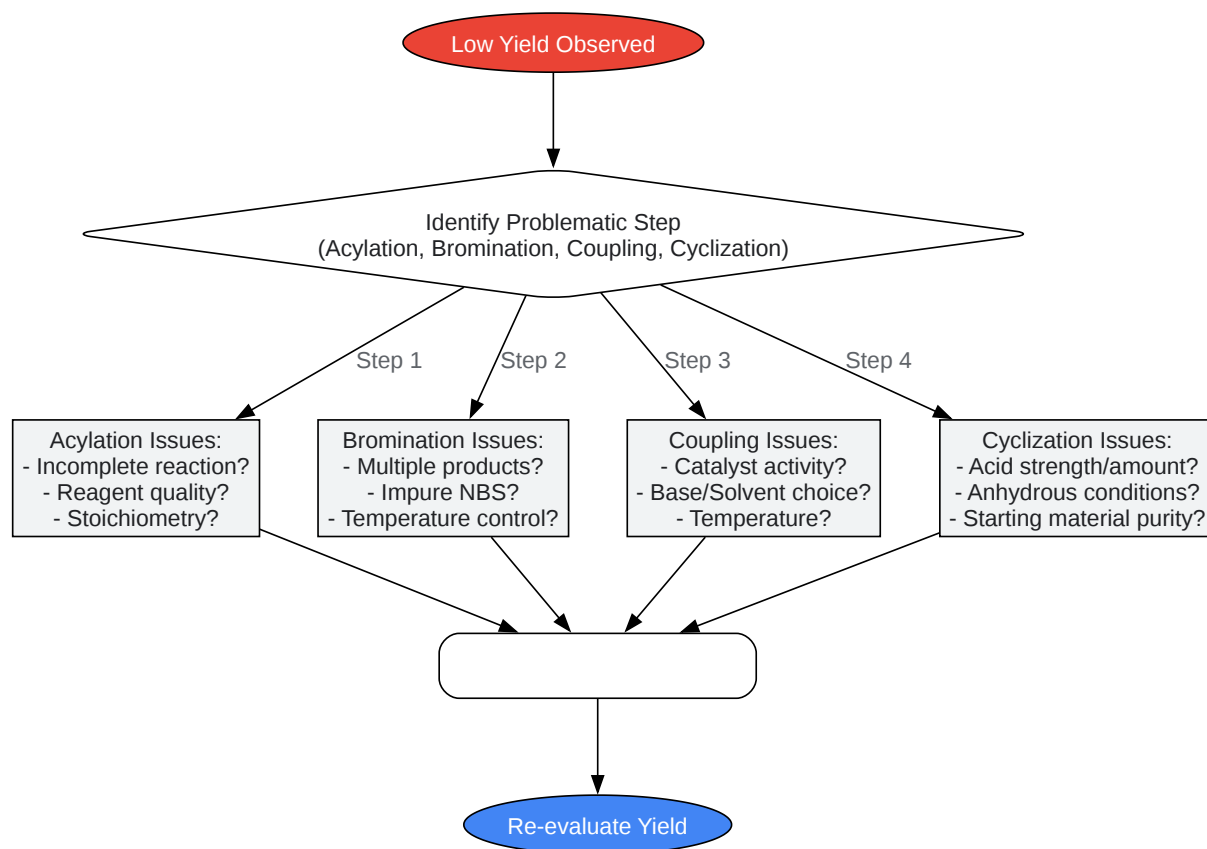 Low Yield Observed
Identify Problematic Step
(Acylation, Bromination, Coupling, Cyclization)
Step 1
Step 2
Step 3
Step 4
Acylation Issues:
- Incomplete reaction?
- Reagent quality?
- Stoichiometry?
Bromination Issues:
- Multiple products?
- Impure NBS?
- Temperature control?
Coupling Issues:
- Catalyst activity?
- Base/Solvent choice?
- Temperature?
Cyclization Issues:
- Acid strength/amount?
- Anhydrous conditions?
- Starting material purity?
Re-evaluate Yield